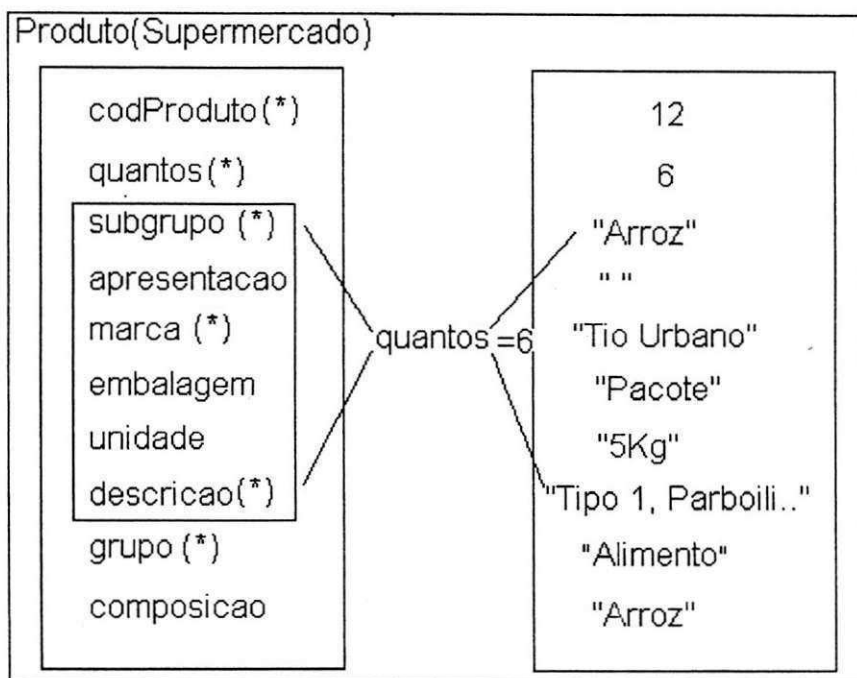 Produto(Supermercado)
codProduto(*)
quantos(*)
subgrupo (*)
apresentacao
marca (*)
embalagem
unidade
descricao(*)
grupo (*)
composicao
quantos =6
12
6
"Arroz"
" "
"Tio Urbano"
"Pacote"
"5Kg"
"Tipo 1, Parboili.."
"Alimento"
"Arroz"